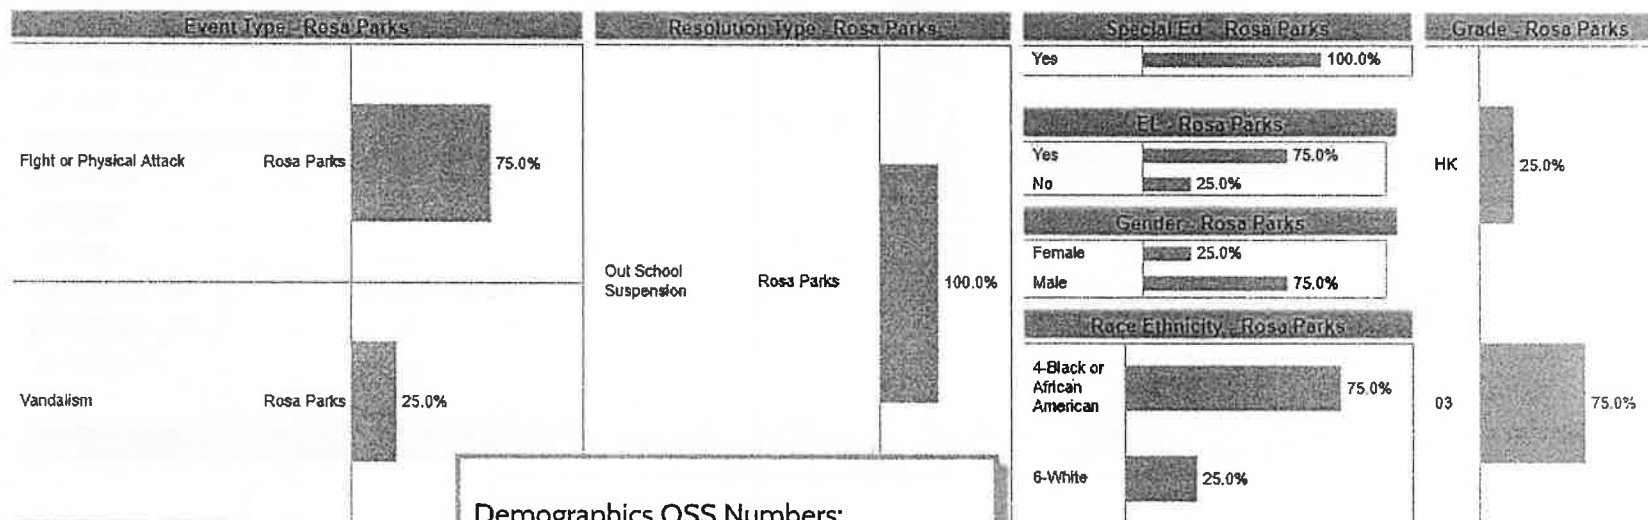 Event Type - Rosa Parks
Fight or Physical Attack Rosa Parks 75.0%
Vandalism Rosa Parks 25.0%
Resolution Type - Rosa Parks
Out School
Suspension
Rosa Parks 100.0%
Special Ed - Rosa Parks
Yes 100.0%
EL - Rosa Parks
Yes 75.0%
No 25.0%
Gender - Rosa Parks
Female 25.0%
Male 75.0%
Race Ethnicity - Rosa Parks
4-Black or
African
American
75.0%
6-White 25.0%
Grade - Rosa Parks
HK 25.0%
03 75.0%
Demographics OSS Numbers: